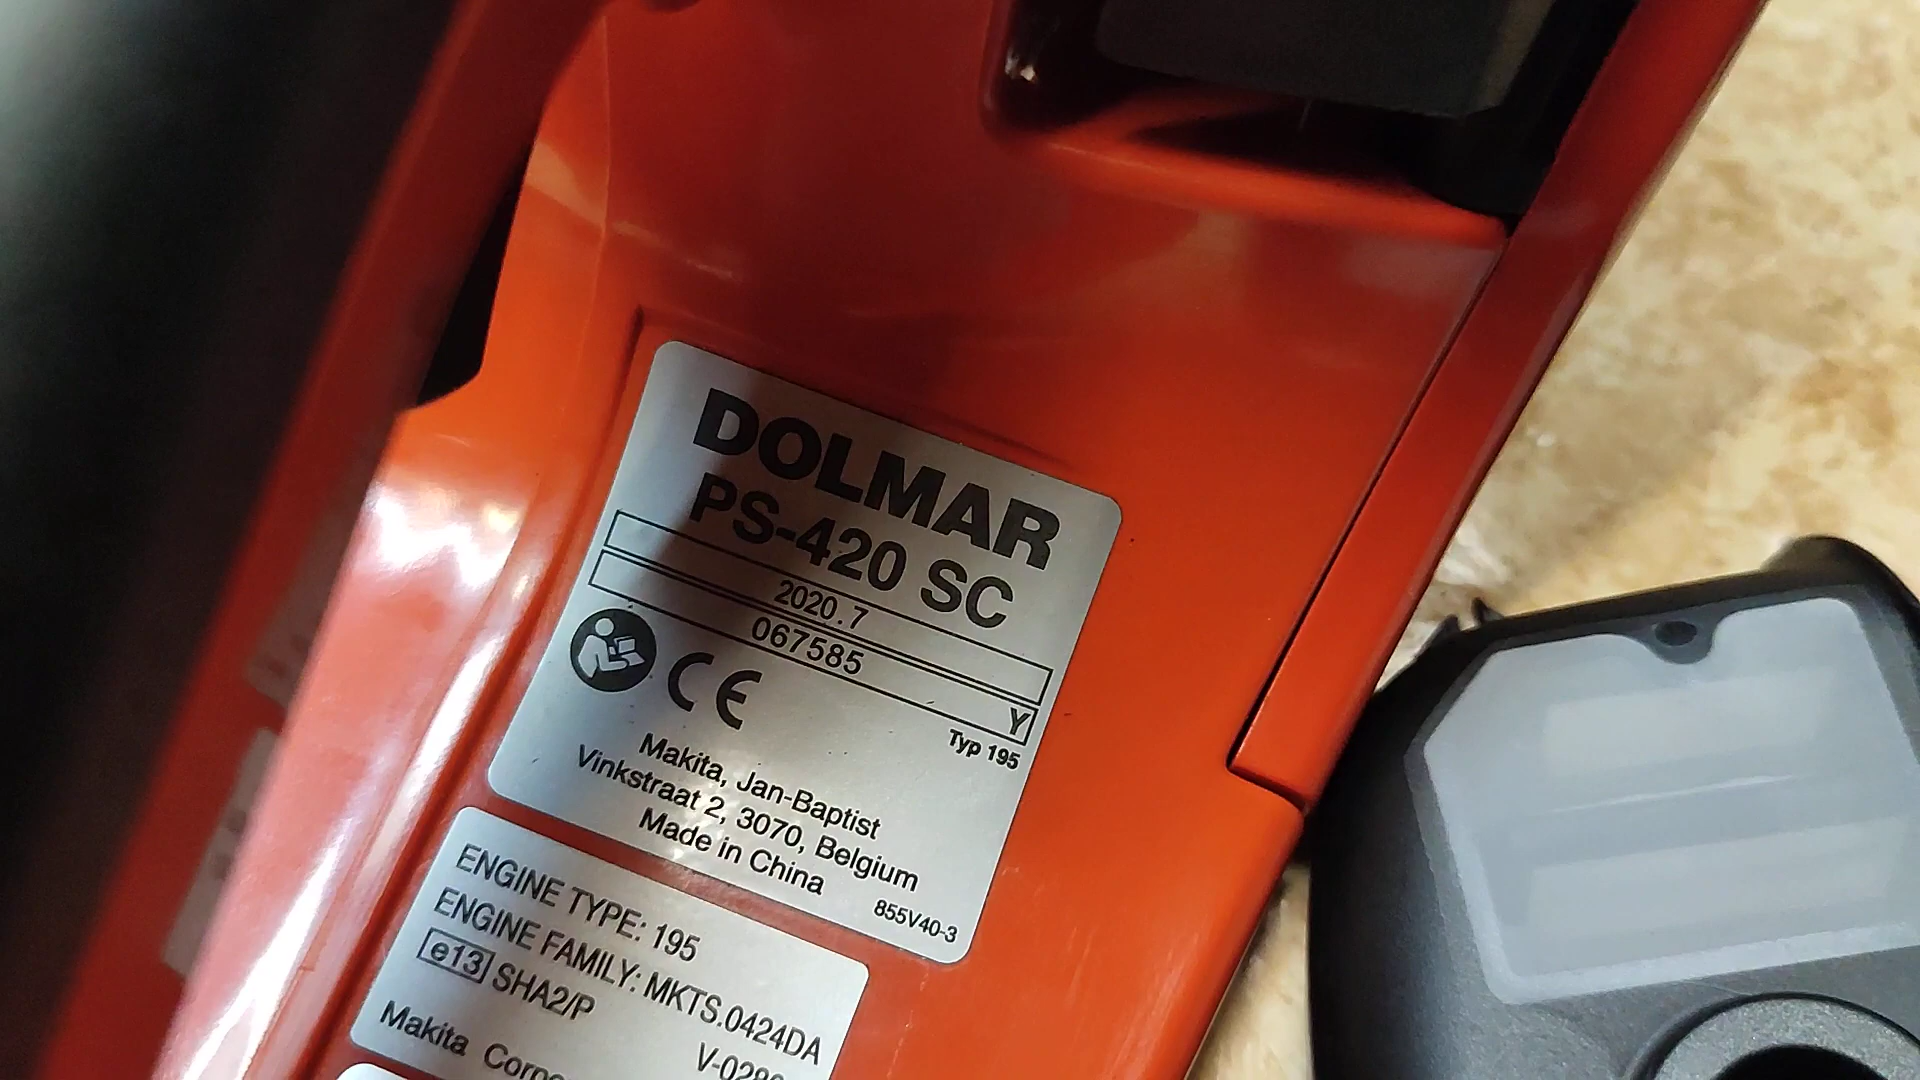 DOLMAR
PS-420 SC
2020.7
067585 Y
CE
Typ 195
Makita, Jan-Baptist
Vinkstraat 2, 3070, Belgium
Made in China
855V40-3
ENGINE TYPE: 195
ENGINE FAMILY: MKTS.0424DA
e13 SHA2/P
Makita